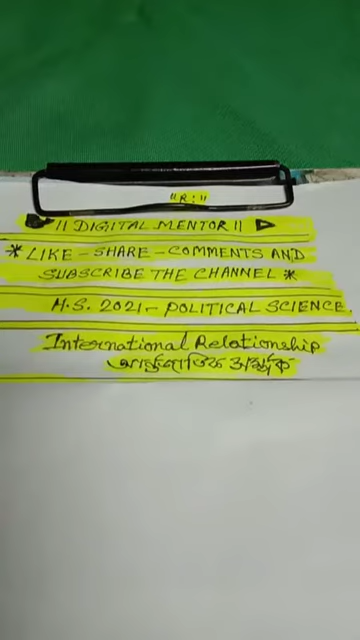 "R:"
|| DIGITAL MENTOR ||
* LIKE - SHARE - COMMENTS AND
SUBSCRIBE THE CHANNEL *
H.S. 2021 - POLITICAL SCIENCE.
International Relationship
আন্তর্জাতিক সম্পর্ক